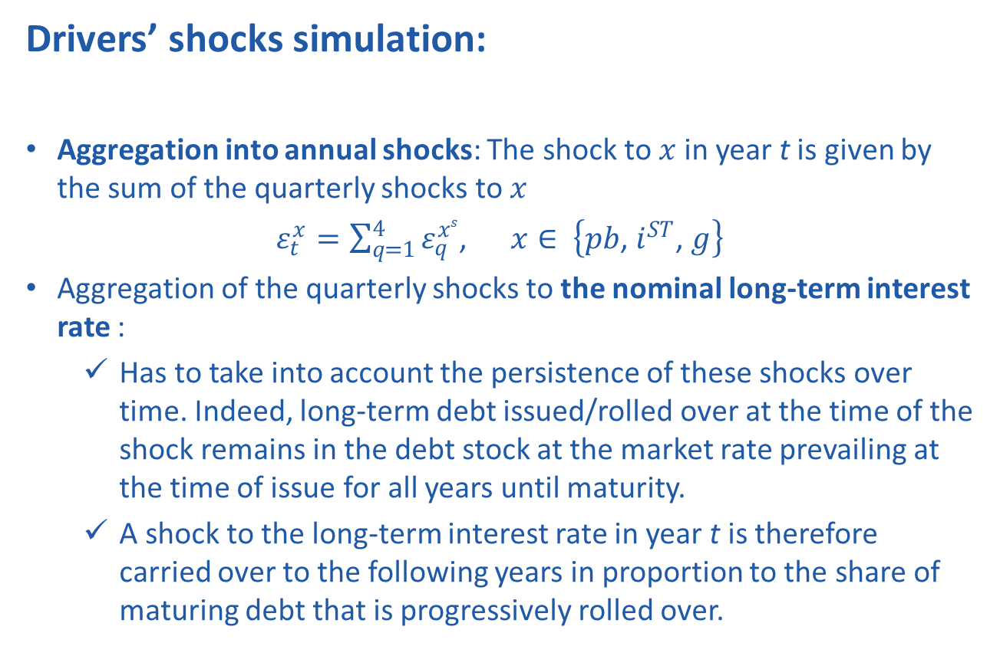 Drivers’ shocks simulation:
• Aggregation into annual shocks: The shock to x in year t is given by
the sum of the quarterly shocks to x
ε_t^x = ∑_{q=1}^4 ε_q^{x^s}, x ∈ {pb, i^{ST}, g}
• Aggregation of the quarterly shocks to the nominal long-term interest
rate :
✓ Has to take into account the persistence of these shocks over
time. Indeed, long-term debt issued/rolled over at the time of the
shock remains in the debt stock at the market rate prevailing at
the time of issue for all years until maturity.
✓ A shock to the long-term interest rate in year t is therefore
carried over to the following years in proportion to the share of
maturing debt that is progressively rolled over.